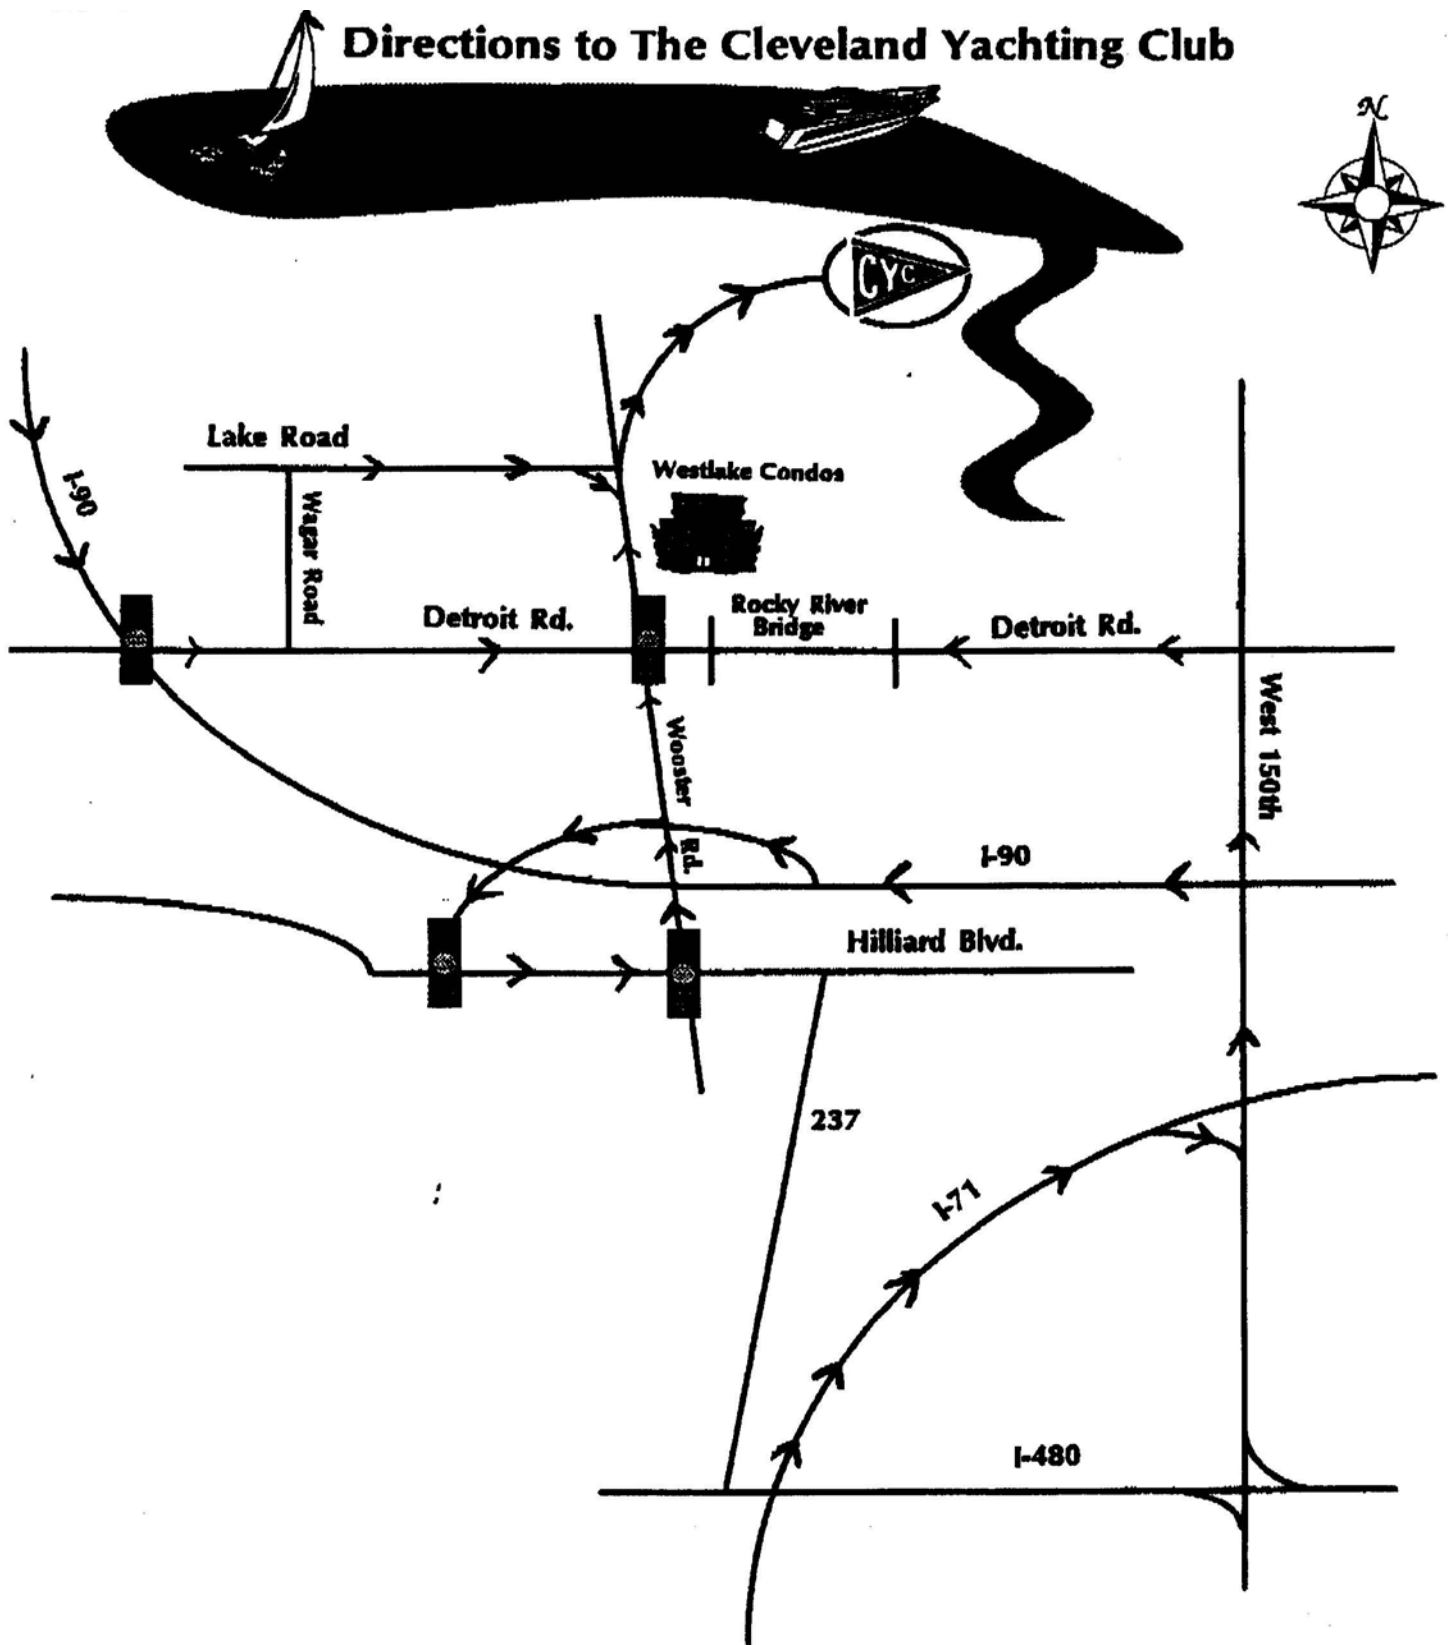 Directions to The Cleveland Yachting Club
N
CYC
I-90
Lake Road
Westlake Condos
Wagar Road
Detroit Rd.
Rocky River
Bridge
Detroit Rd.
West 150th
Wooster Rd.
I-90
Hilliard Blvd.
237
I-71
I-480